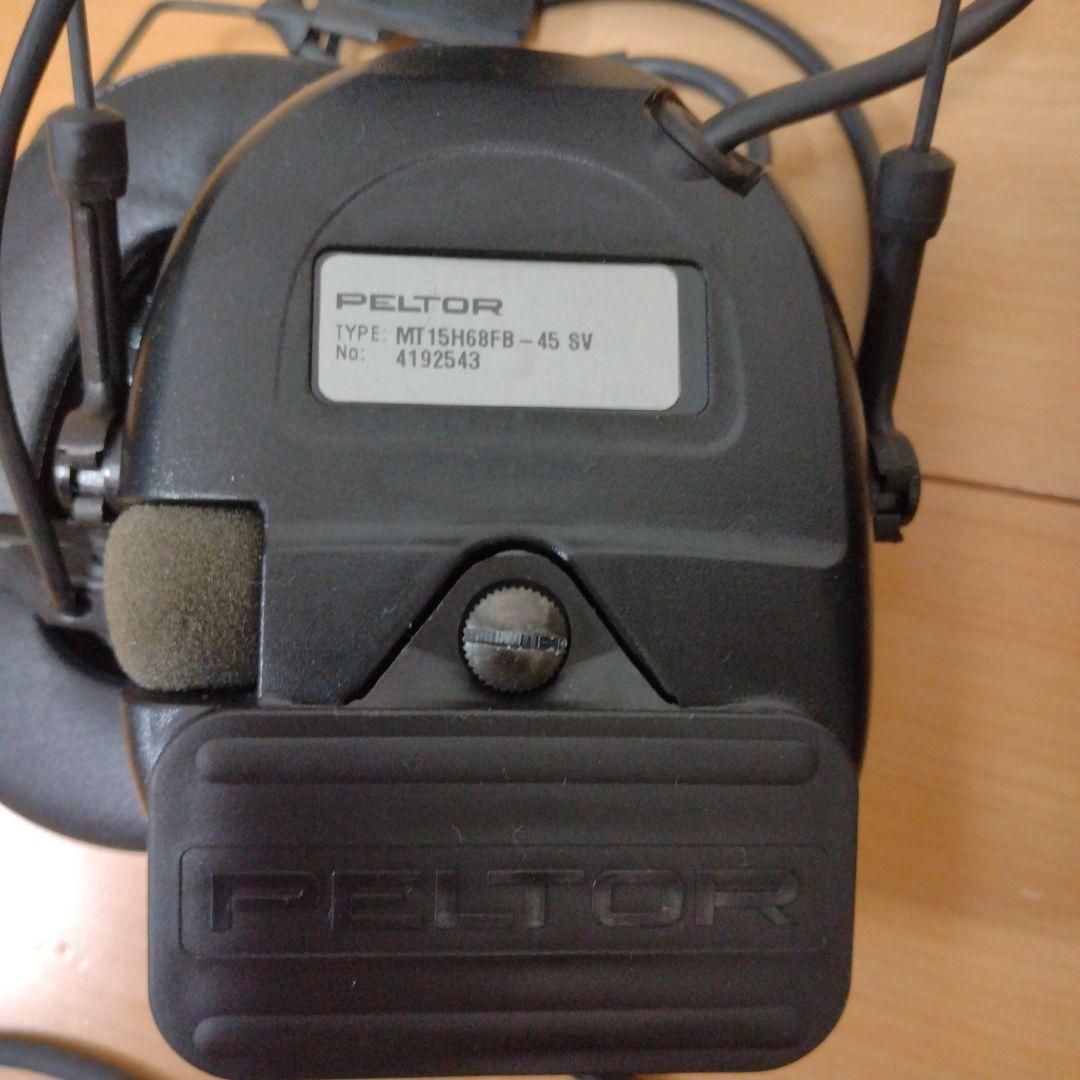 PELTOR
TYPE: MT15H68FB-45 SV
No: 4192543
PELTOR